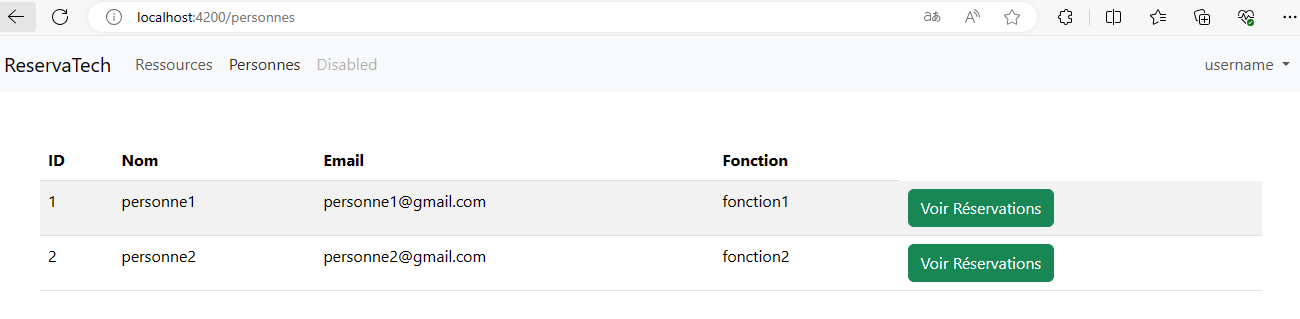 localhost:4200/personnes
ReservaTech Ressources Personnes Disabled username
ID Nom Email Fonction
1 personne1 personne1@gmail.com fonction1 Voir Réservations
2 personne2 personne2@gmail.com fonction2 Voir Réservations